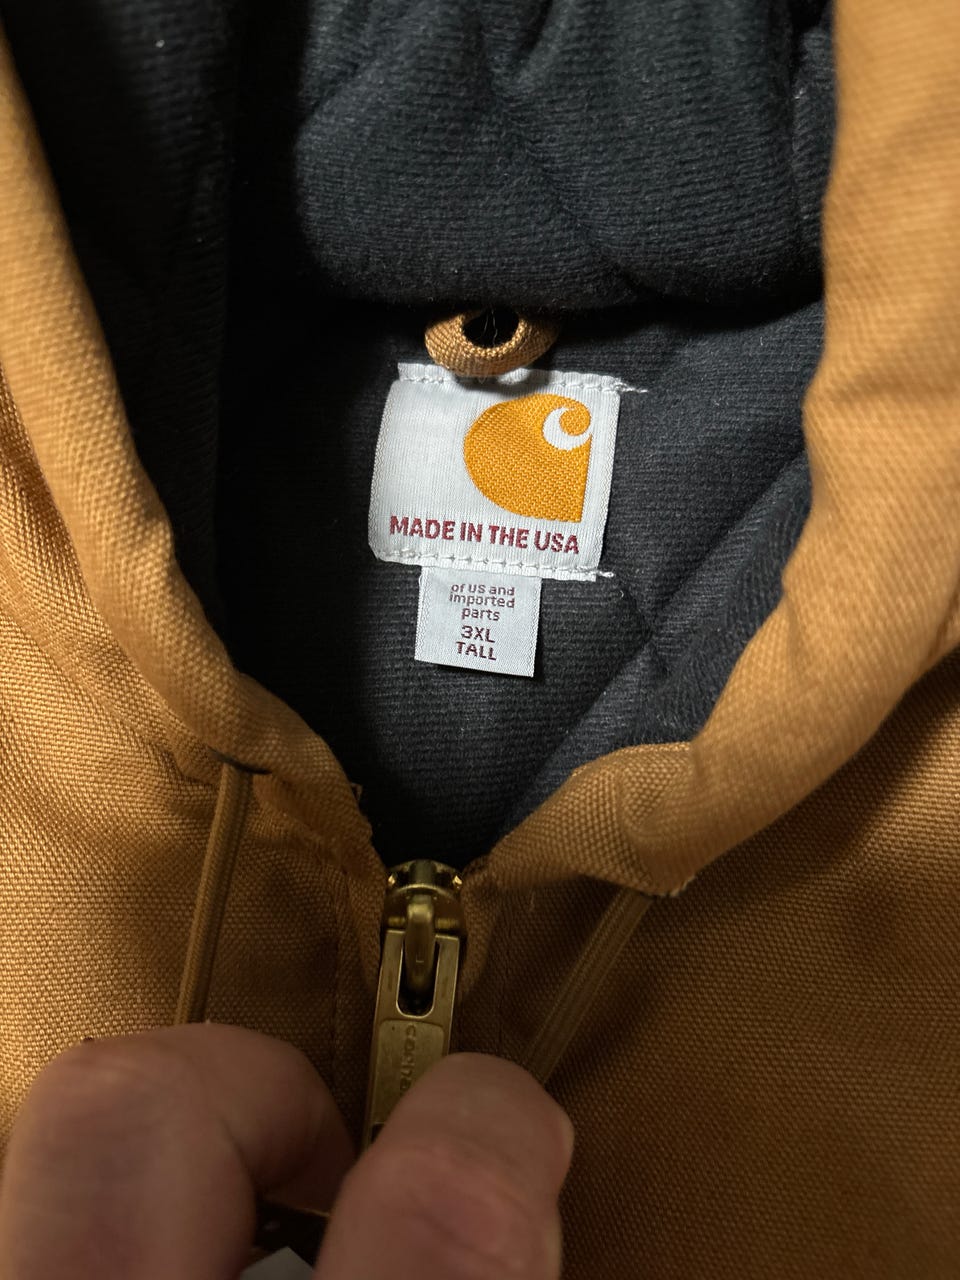 MADE IN THE USA
of US and
imported
parts
3XL
TALL